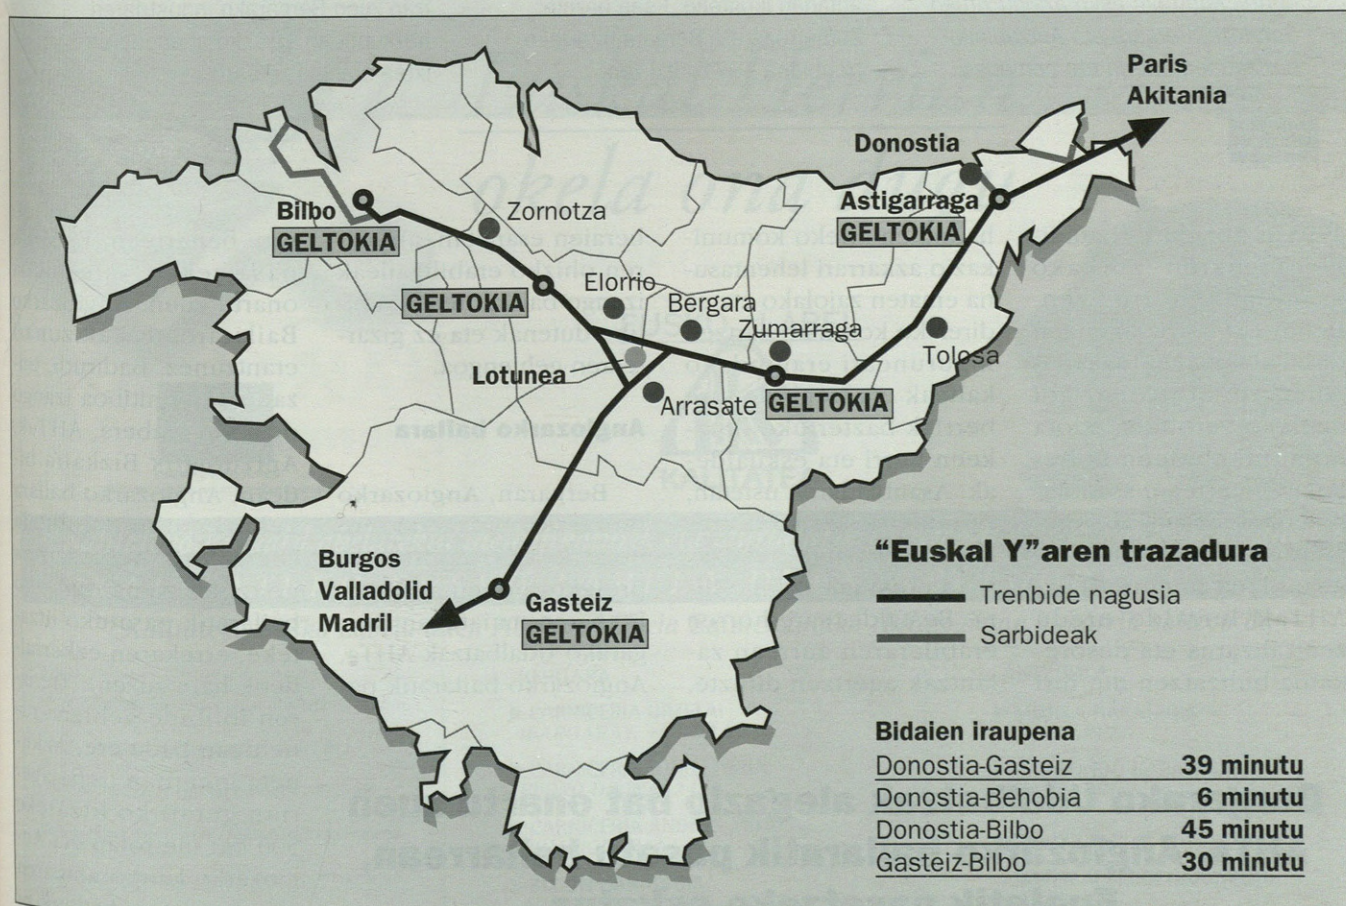 Paris
Akitania
Donostia
Astigarraga
GELTOKIA
Bilbo
GELTOKIA
Zornotza
GELTOKIA
Elorrio
Bergara
Zumarraga
GELTOKIA
Tolosa
Lotunea
Arrasate
Burgos
Valladolid
Madril
Gasteiz
GELTOKIA
“Euskal Y”aren trazadura
Trenbide nagusia
Sarbideak
Bidaien iraupena
Donostia-Gasteiz 39 minutu
Donostia-Behobia 6 minutu
Donostia-Bilbo 45 minutu
Gasteiz-Bilbo 30 minutu